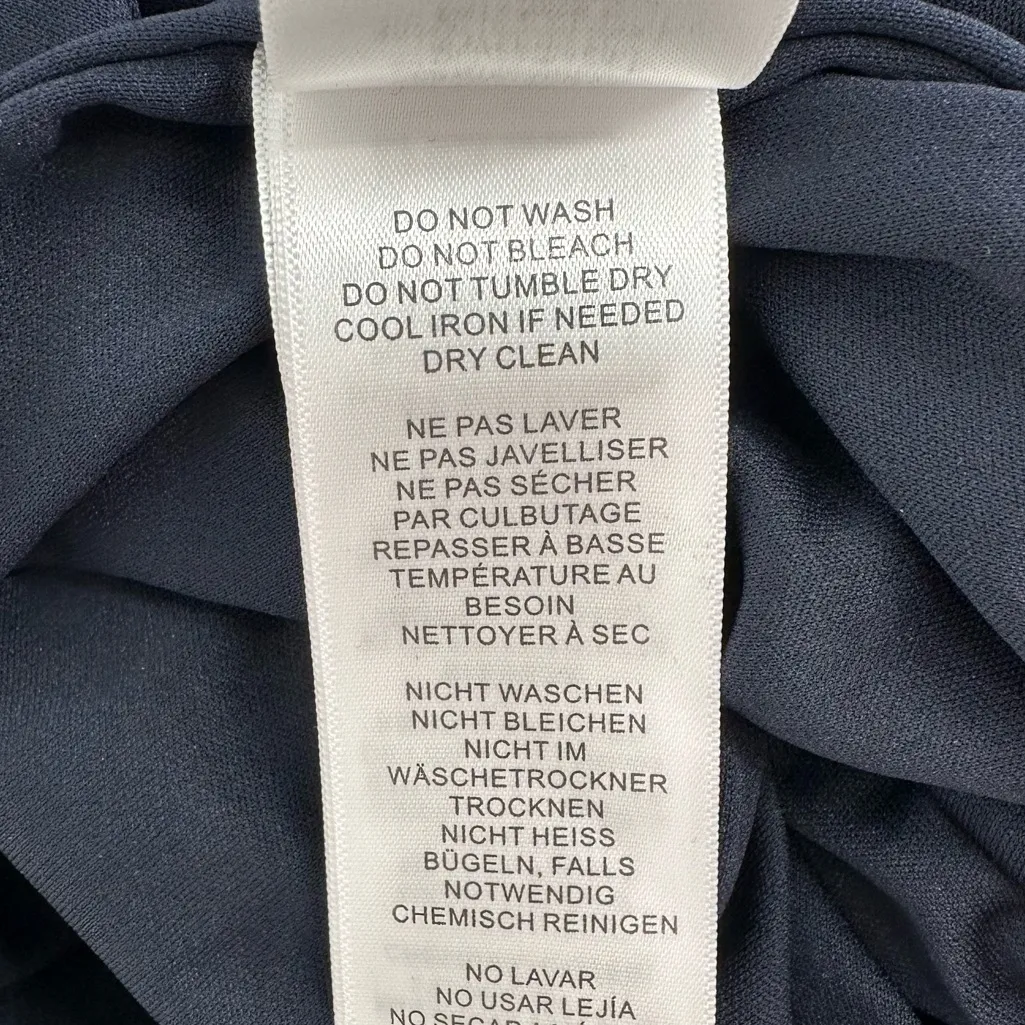 DO NOT WASH
DO NOT BLEACH
DO NOT TUMBLE DRY
COOL IRON IF NEEDED
DRY CLEAN
NE PAS LAVER
NE PAS JAVELLISER
NE PAS SÉCHER
PAR CULBUTAGE
REPASSER À BASSE
TEMPÉRATURE AU
BESOIN
NETTOYER À SEC
NICHT WASCHEN
NICHT BLEICHEN
NICHT IM
WÄSCHETROCKNER
TROCKNEN
NICHT HEISS
BÜGELN, FALLS
NOTWENDIG
CHEMISCH REINIGEN
NO LAVAR
NO USAR LEJÍA
NO SECAR